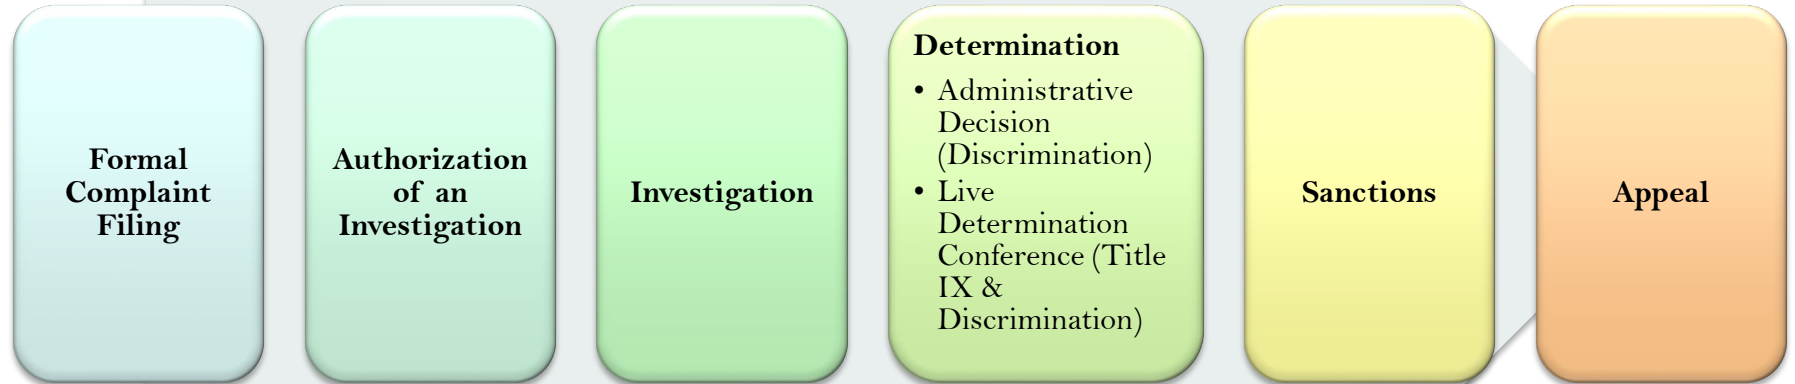 Formal
Complaint
Filing
Authorization
of an
Investigation
Investigation
Determination
• Administrative
Decision
(Discrimination)
• Live
Determination
Conference (Title
IX &
Discrimination)
Sanctions
Appeal